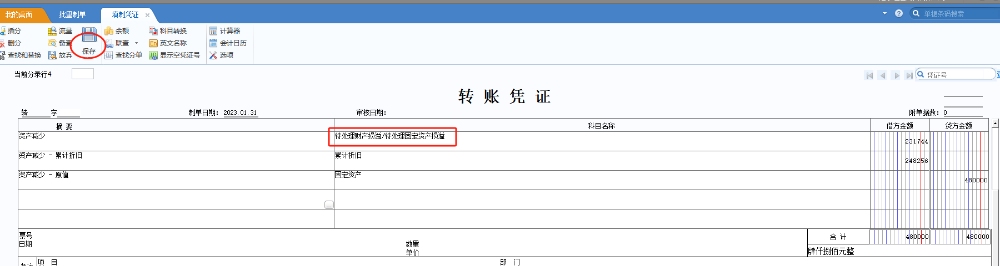 我的桌面 批量制单 填制凭证 单据条码搜索
插分 流量 余额 科目转换 计算器
删分 备查 保存 联查 En 英文名称 会计日历
查找和替换 放弃 查找分单 显示空凭证号 选项
当前分录行4 凭证号
转 账 凭 证
转 字 制单日期: 2023.01.31 审核日期: 附单据数: 0
摘 要 科目名称 借方金额 贷方金额
资产减少 待处理财产损溢/待处理固定资产损溢 231744
资产减少 - 累计折旧 累计折旧 248256
资产减少 - 原值 固定资产 480000
...
票号 合 计 480000 480000
日期 数量
单价 肆仟捌佰元整
项 目 部 门